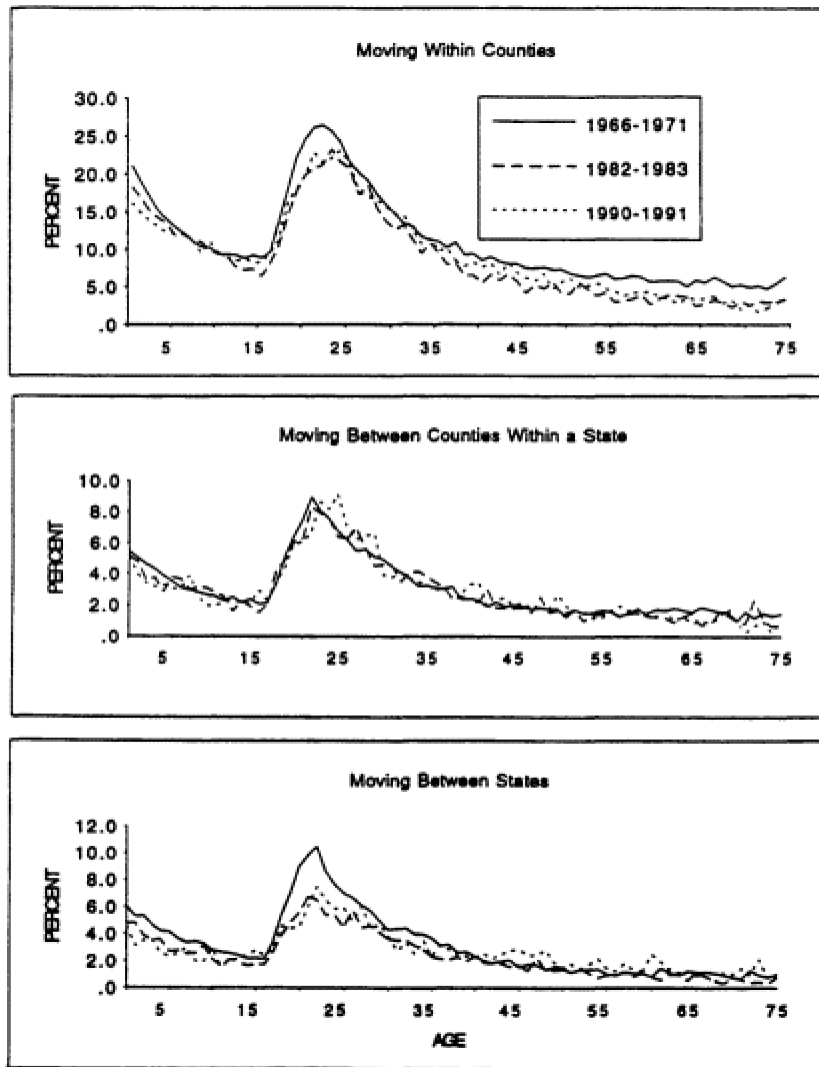 Moving Within Counties
30.0
25.0
20.0
15.0
10.0
5.0
.0
PERCENT
1966-1971
1982-1983
1990-1991
5 15 25 35 45 55 65 75
Moving Between Counties Within a State
10.0
8.0
6.0
4.0
2.0
.0
PERCENT
5 15 25 35 45 55 65 75
Moving Between States
12.0
10.0
8.0
6.0
4.0
2.0
.0
PERCENT
5 15 25 35 45 55 65 75
AGE